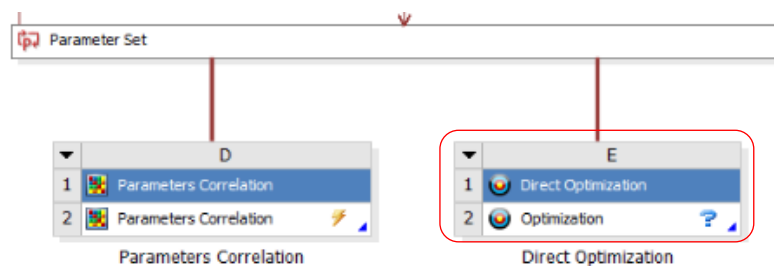 Parameter Set
D
1 Parameters Correlation
2 Parameters Correlation
Parameters Correlation
E
1 Direct Optimization
2 Optimization ?
Direct Optimization